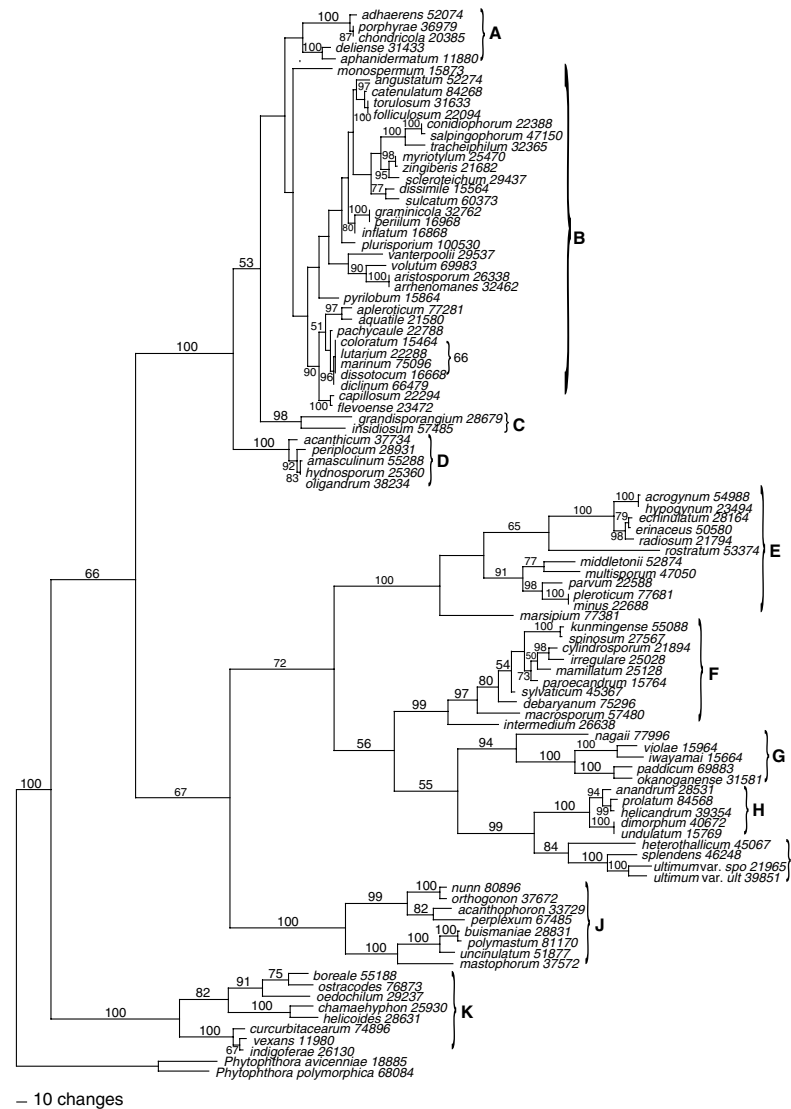 100 adhaerens 52074
porphyrae 36979
87 chondricola 20385 A
100 deliense 31433
aphanidermatum 11880
monospermum 15873
angustatum 52274
97 catenulatum 84268
torulosum 31633
100 folliculosum 22094
100 conidiophorum 22388
100 salpingophorum 47150
tracheiphilum 32365
98 myriotylum 25470
zingiberis 21682
95 scleroteichum 29437
77 dissimile 15564
sulcatum 60373
100 graminicola 32762
periilum 16968
80 inflatum 16868
B
plurisporium 100530
vanterpoolii 29537
53
90 volutum 69983
100 aristosporum 26338
arrhenomanes 32462
pyrilobum 15864
97 apleroticum 77281
aquatile 21580
51 pachycaule 22788
coloratum 15464
100 lutarium 22288 66
marinum 75096
90 96 dissotocum 16668
diclinum 66479
capillosum 22294
100 flevoense 23472
98 grandisporangium 28679 C
insidiosum 57485
100 acanthicum 37734
periplocum 28931
92 amasculinum 55288 D
hydnosporum 25360
83 oligandrum 38234
100 acrogynum 54988
hypogynum 23494
100 79 echinulatum 28164
65 erinaceus 50580
98 radiosum 21794
rostratum 53374 E
77 middletonii 52874
66 91 multisporum 47050
100 98 parvum 22588
100 pleroticum 77681
minus 22688
marsipium 77381
100 kunmingense 55088
spinosum 27567
98 cylindrosporum 21894
50 irregulare 25028
72 54 mamillatum 25128 F
73 paroecandrum 15764
80 sylvaticum 45367
97 debaryanum 75296
99 macrosporum 57480
intermedium 26638
94 nagaii 77996
56 100 violae 15964
100 iwayamai 15664 G
100 paddicum 69883
okanoganense 31581
100 55 94 anandrum 28531
67 100 prolatum 84568
99 helicandrum 39354 H
100 dimorphum 40672
99 undulatum 15769
84 heterothallicum 45067
100 splendens 46248
100 ultimum var. spo 21965
ultimum var. ult 39851
100 nunn 80896
99 orthogonon 37672
82 acanthophoron 33729
perplexum 67485
100 100 buismaniae 28831 J
100 polymastum 81170
100 uncinulatum 51877
mastophorum 37572
75 boreale 55188
91 ostracodes 76873
82 oedochilum 29237
100 chamaehyphon 25930
100 helicoides 28631 K
100 curcurbitacearum 74896
vexans 11980
67 indigoferae 26130
Phytophthora avicenniae 18885
Phytophthora polymorphica 68084
10 changes